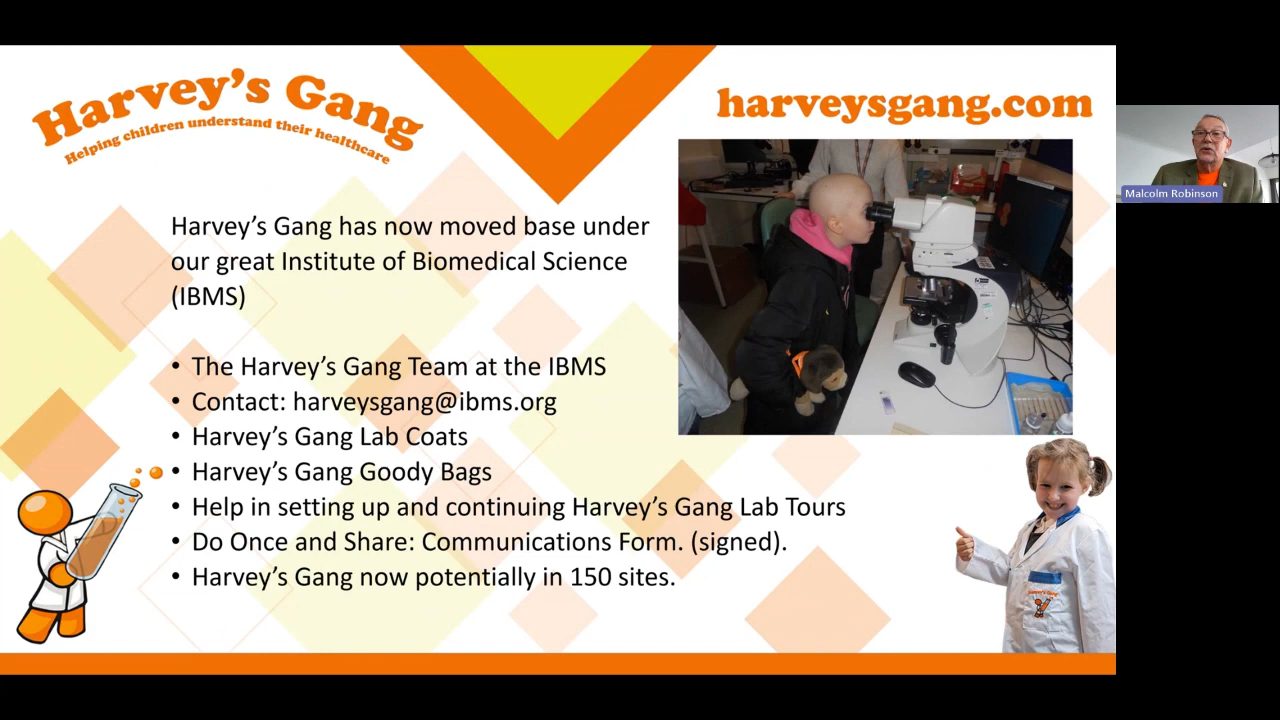 Harvey's Gang
Helping children understand their healthcare
harveysgang.com
Harvey's Gang has now moved base under
our great Institute of Biomedical Science
(IBMS)
• The Harvey's Gang Team at the IBMS
• Contact: harveysgang@ibms.org
• Harvey's Gang Lab Coats
• Harvey's Gang Goody Bags
• Help in setting up and continuing Harvey's Gang Lab Tours
• Do Once and Share: Communications Form. (signed).
• Harvey's Gang now potentially in 150 sites.
Malcolm Robinson
Harvey's Gang